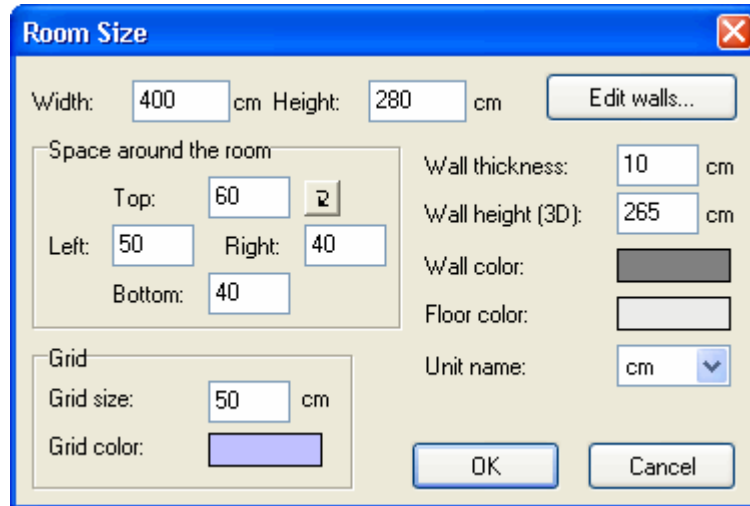 Room Size
Width: 400 cm Height: 280 cm Edit walls...
Space around the room
Top: 60
Left: 50 Right: 40
Bottom: 40
Wall thickness: 10 cm
Wall height (3D): 265 cm
Wall color:
Floor color:
Unit name: cm
Grid
Grid size: 50 cm
Grid color:
OK Cancel